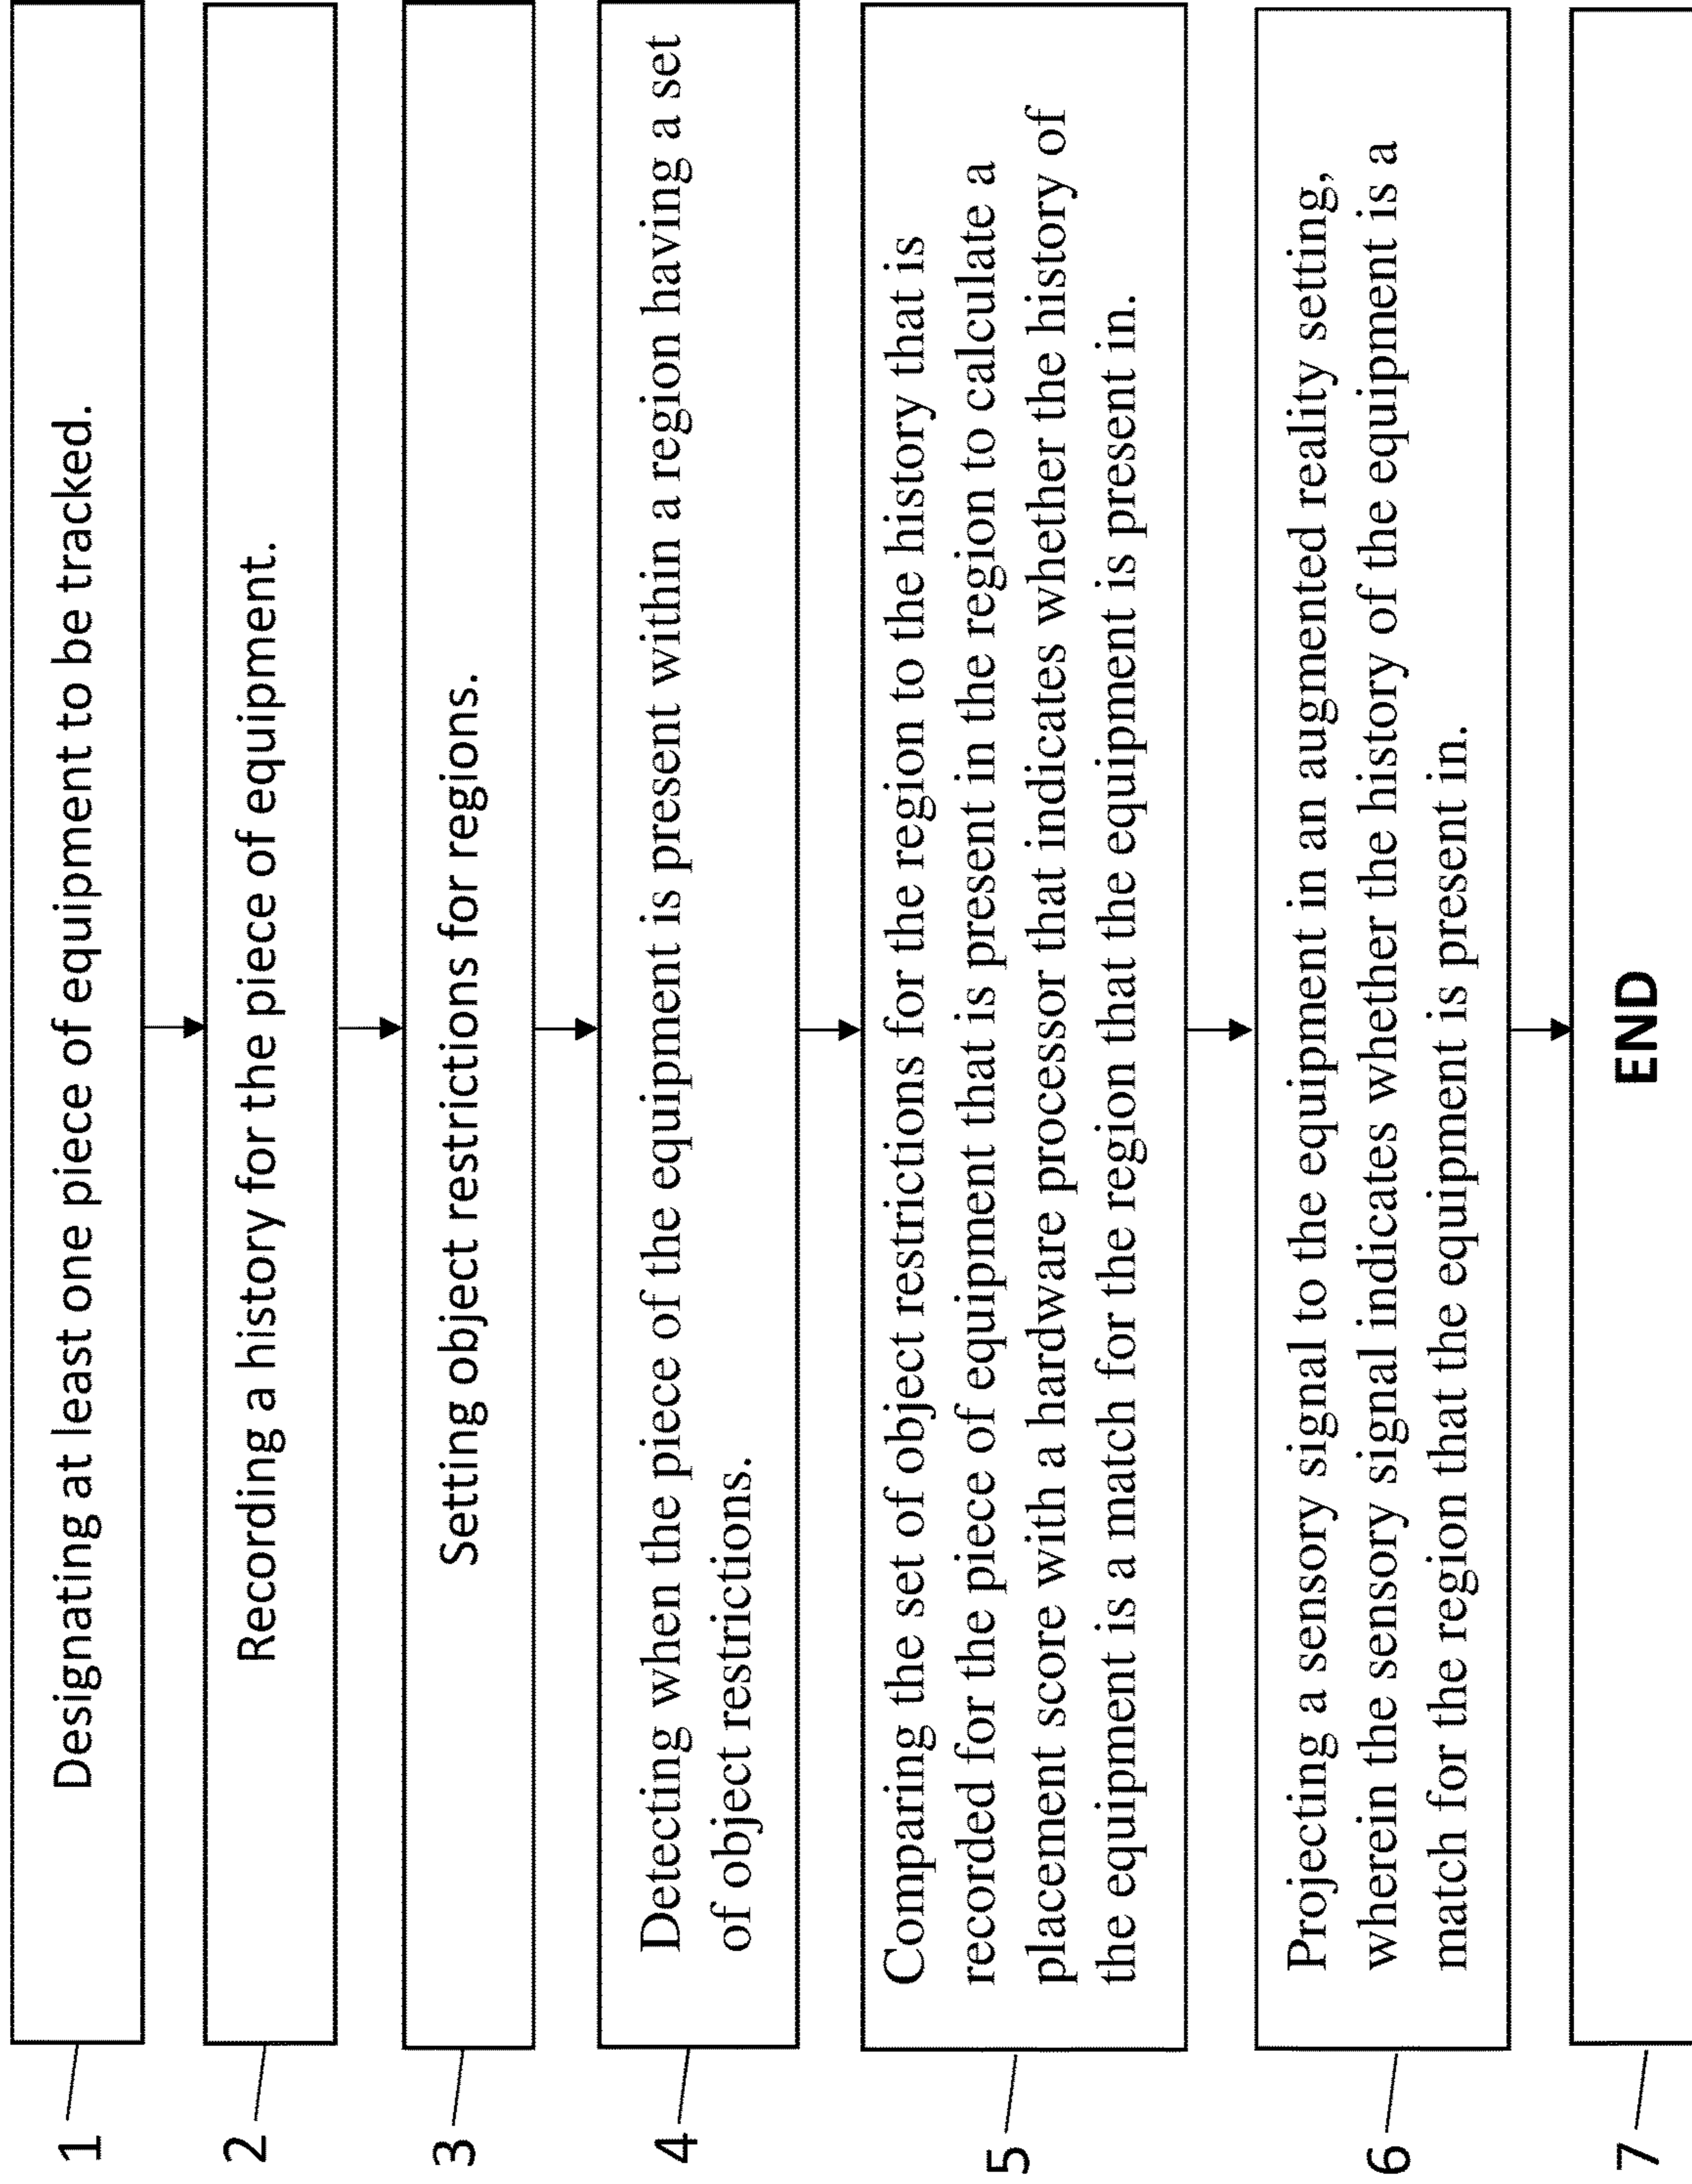 1
Designating at least one piece of equipment to be tracked.
2
Recording a history for the piece of equipment.
3
Setting object restrictions for regions.
4
Detecting when the piece of the equipment is present within a region having a set
of object restrictions.
5
Comparing the set of object restrictions for the region to the history that is
recorded for the piece of equipment that is present in the region to calculate a
placement score with a hardware processor that indicates whether the history of
the equipment is a match for the region that the equipment is present in.
6
Projecting a sensory signal to the equipment in an augmented reality setting,
wherein the sensory signal indicates whether the history of the equipment is a
match for the region that the equipment is present in.
7
END